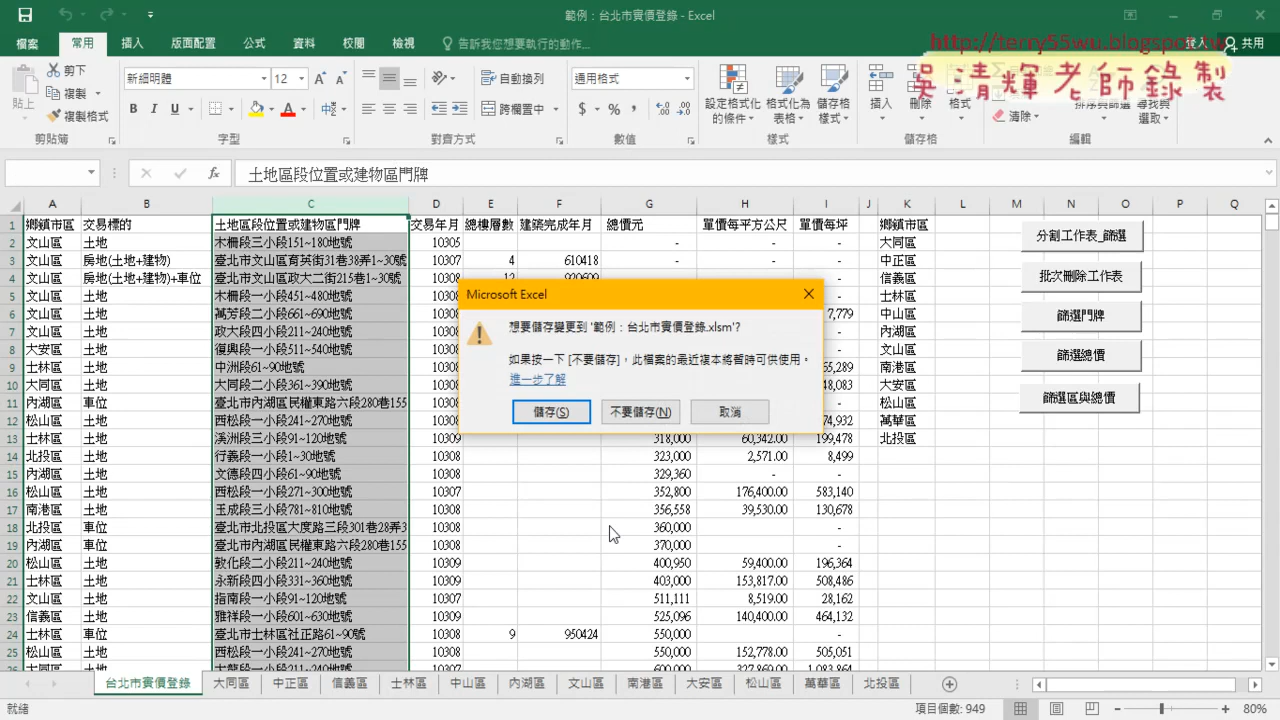 範例：台北市實價登錄 - Excel
檔案 常用 插入 版面配置 公式 資料 校閱 檢視 告訴我您想要執行的動作... 登入 共用
http://terry55wu.blogspot.tw
吳清輝老師錄製
貼上 剪下 複製 複製格式
新細明體 12 自動換列 跨欄置中 通用格式
設定格式化的條件 格式化為表格 儲存格樣式 插入 刪除 格式 清除 排序與篩選 尋找與選取
剪貼簿 字型 對齊方式 數值 樣式 儲存格 編輯
fx 土地區段位置或建物區門牌
A B C D E F G H I J K L M N O P Q
1 鄉鎮市區 交易標的 土地區段位置或建物區門牌 交易年月 總樓層數 建築完成年月 總價元 單價每平方公尺 單價每坪 鄉鎮市區
2 文山區 土地 木柵段三小段151~180地號 10305 - - - 大同區
3 文山區 房地(土地+建物) 臺北市文山區育英街31巷38弄1~30號 10307 4 610418 - - - 中正區
4 文山區 房地(土地+建物)+車位 臺北市文山區政大二街215巷1~30號 10308 12 920609 信義區
5 文山區 土地 木柵段一小段451~480地號 士林區
6 文山區 土地 萬芳段二小段661~690地號 7,779 中山區
7 文山區 土地 政大段四小段211~240地號 內湖區
8 大安區 土地 復興段一小段511~540地號 文山區
9 士林區 土地 中洲段61~90地號 南港區
10 大同區 土地 大同段二小段361~390地號 大安區
11 內湖區 車位 臺北市內湖區民權東路六段280巷155 松山區
12 松山區 土地 西松段一小段241~270地號 萬華區
13 士林區 土地 溪洲段三小段91~120地號 10309 318,000 60,342.00 199,478 北投區
14 北投區 土地 行義段一小段1~30地號 10308 323,000 2,571.00 8,499
15 內湖區 土地 文德段四小段61~90地號 10308 329,360 - -
16 松山區 土地 西松段一小段271~300地號 10307 352,800 176,400.00 583,140
17 南港區 土地 玉成段三小段781~810地號 10307 356,558 39,530.00 130,678
18 北投區 車位 臺北市北投區大度路三段301巷28弄3 10308 360,000 -
19 內湖區 車位 臺北市內湖區民權東路六段280巷155 10308 370,000 -
20 松山區 土地 敦化段二小段211~240地號 10309 400,950 59,400.00 196,364
21 士林區 土地 永新段四小段331~360地號 10309 403,000 153,817.00 508,486
22 文山區 土地 指南段一小段91~120地號 10307 511,111 8,519.00 28,162
23 信義區 土地 雅祥段一小段601~630地號 10309 525,096 140,400.00 464,132
24 士林區 車位 臺北市士林區社正路61~90號 10308 9 950424 550,000 -
25 松山區 土地 西松段一小段241~270地號 10308 550,000 152,778.00 505,051
分割工作表_篩選
批次刪除工作表
篩選門牌
篩選總價
篩選區與總價
Microsoft Excel
想要儲存變更到 '範例：台北市實價登錄.xlsm'?
如果按一下 [不要儲存]，此檔案的最近複本將暫時可供使用。
進一步了解
儲存(S) 不要儲存(N) 取消
台北市實價登錄 大同區 中正區 信義區 士林區 中山區 內湖區 文山區 南港區 大安區 松山區 萬華區 北投區
就緒 項目個數: 949 80%